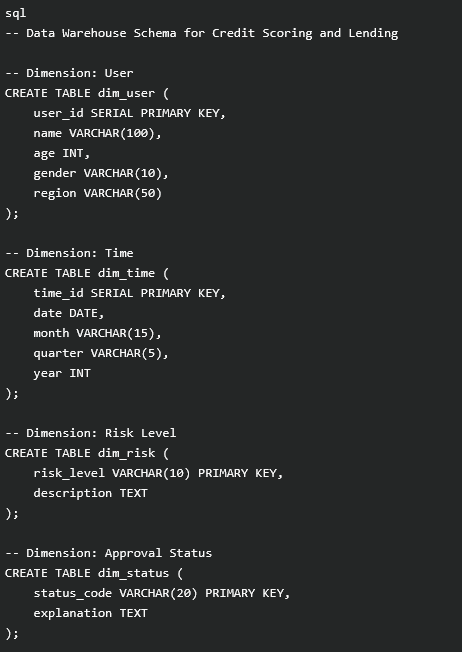 sql
-- Data Warehouse Schema for Credit Scoring and Lending
-- Dimension: User
CREATE TABLE dim_user (
    user_id SERIAL PRIMARY KEY,
    name VARCHAR(100),
    age INT,
    gender VARCHAR(10),
    region VARCHAR(50)
);
-- Dimension: Time
CREATE TABLE dim_time (
    time_id SERIAL PRIMARY KEY,
    date DATE,
    month VARCHAR(15),
    quarter VARCHAR(5),
    year INT
);
-- Dimension: Risk Level
CREATE TABLE dim_risk (
    risk_level VARCHAR(10) PRIMARY KEY,
    description TEXT
);
-- Dimension: Approval Status
CREATE TABLE dim_status (
    status_code VARCHAR(20) PRIMARY KEY,
    explanation TEXT
);